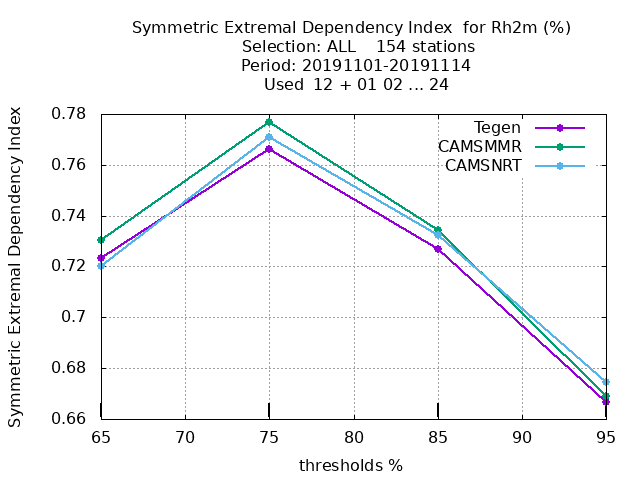 Symmetric Extremal Dependency Index  for Rh2m (%)
Selection: ALL    154 stations
Period: 20191101-20191114
Used  12 + 01 02 ... 24
Symmetric Extremal Dependency Index
0.78
0.76
0.74
0.72
0.7
0.68
0.66
Tegen
CAMSMMR
CAMSNRT
65 70 75 80 85 90 95
thresholds %